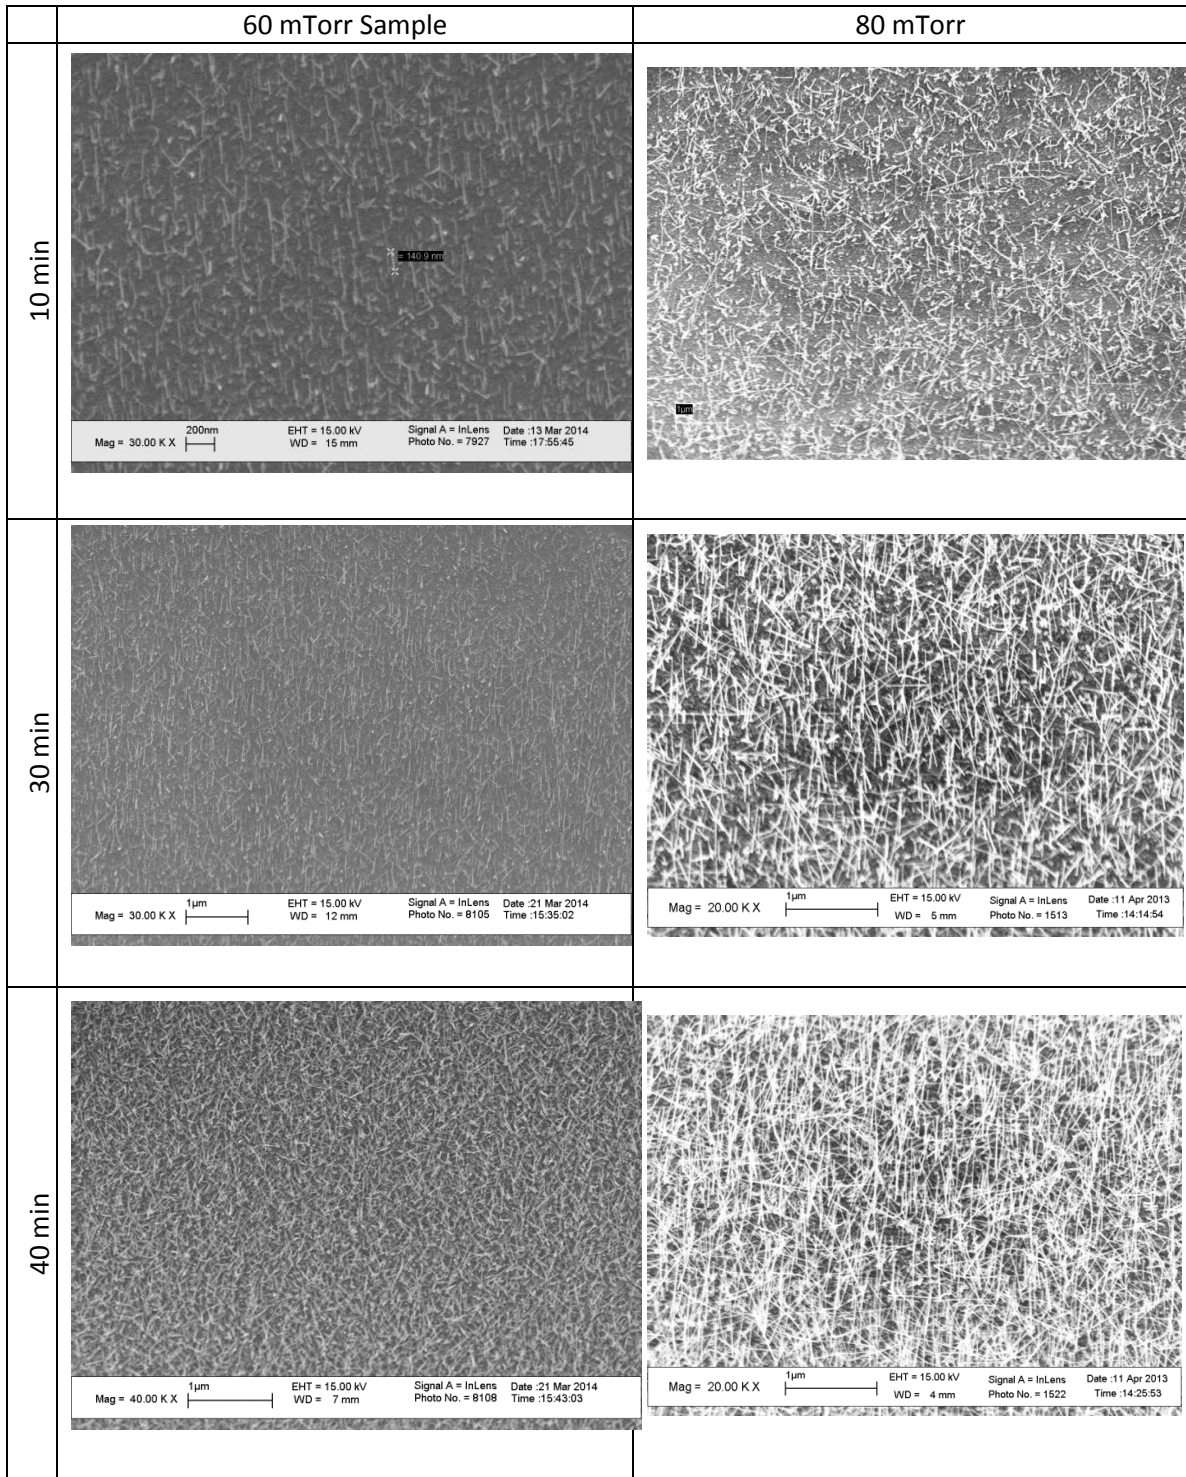 60 mTorr Sample
80 mTorr
10 min
= 140.9 nm
Mag = 30.00 K X
200nm
EHT = 15.00 kV
WD = 15 mm
Signal A = InLens
Photo No. = 7927
Date :13 Mar 2014
Time :17:55:45
1µm
30 min
Mag = 30.00 K X
1µm
EHT = 15.00 kV
WD = 12 mm
Signal A = InLens
Photo No. = 8105
Date :21 Mar 2014
Time :15:35:02
Mag = 20.00 K X
1µm
EHT = 15.00 kV
WD = 5 mm
Signal A = InLens
Photo No. = 1513
Date :11 Apr 2013
Time :14:14:54
40 min
Mag = 40.00 K X
1µm
EHT = 15.00 kV
WD = 7 mm
Signal A = InLens
Photo No. = 8108
Date :21 Mar 2014
Time :15:43:03
Mag = 20.00 K X
1µm
EHT = 15.00 kV
WD = 4 mm
Signal A = InLens
Photo No. = 1522
Date :11 Apr 2013
Time :14:25:53